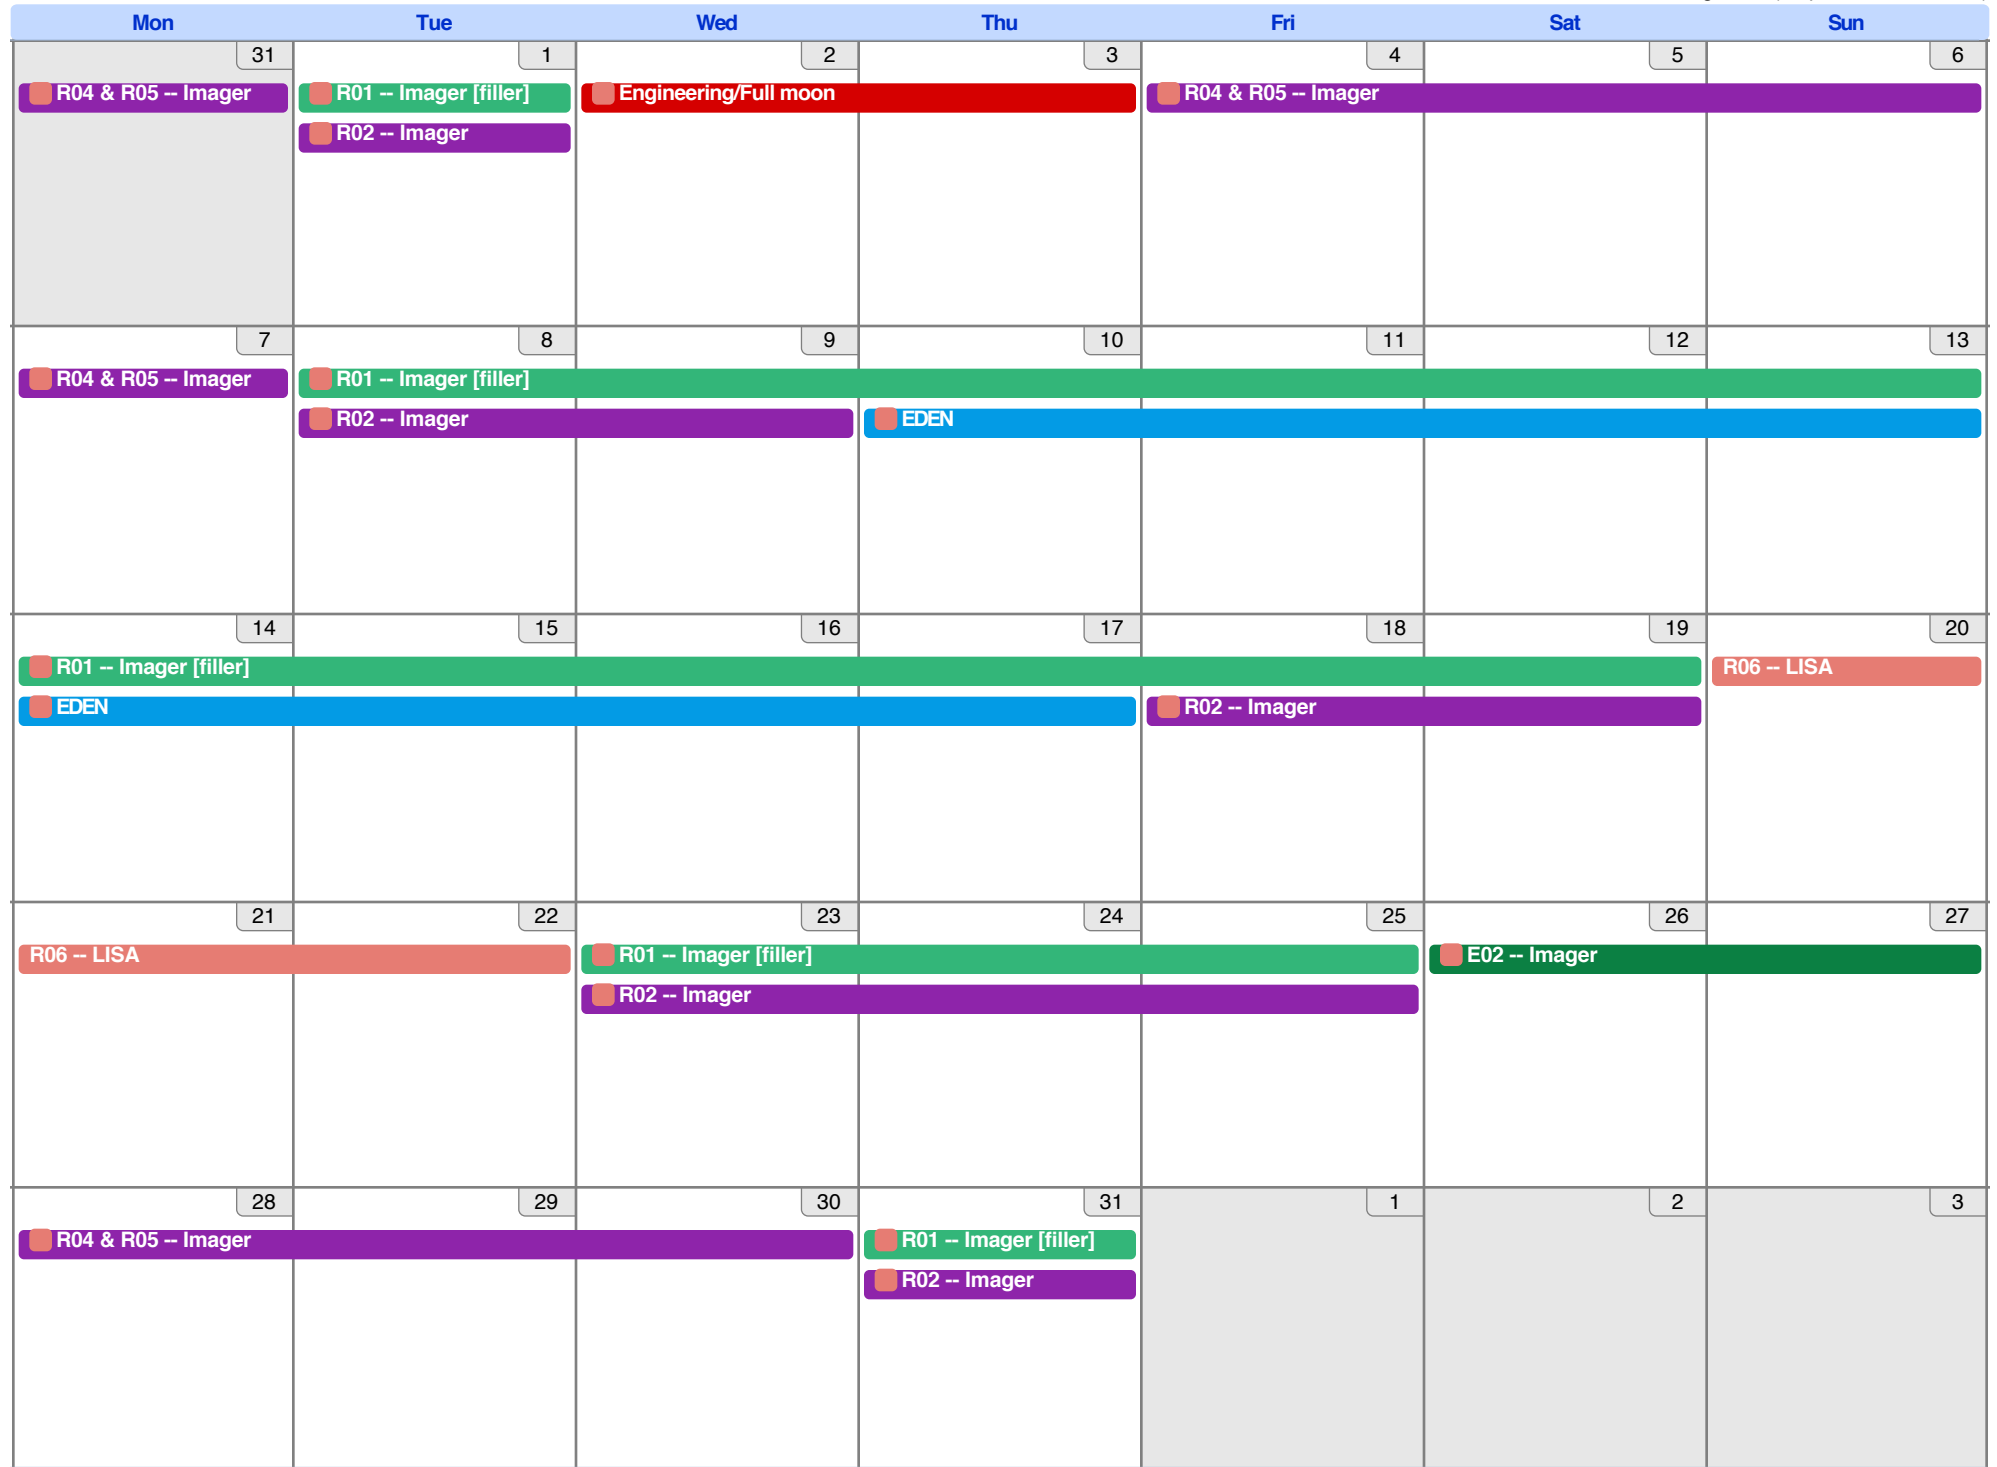 Mon Tue Wed Thu Fri Sat Sun
31 1 2 3 4 5 6
R04 & R05 -- Imager R01 -- Imager [filler] Engineering/Full moon R04 & R05 -- Imager
R02 -- Imager
7 8 9 10 11 12 13
R04 & R05 -- Imager R01 -- Imager [filler]
R02 -- Imager EDEN
14 15 16 17 18 19 20
R01 -- Imager [filler] R06 -- LISA
EDEN R02 -- Imager
21 22 23 24 25 26 27
R06 -- LISA R01 -- Imager [filler] E02 -- Imager
R02 -- Imager
28 29 30 31 1 2 3
R04 & R05 -- Imager R01 -- Imager [filler]
R02 -- Imager